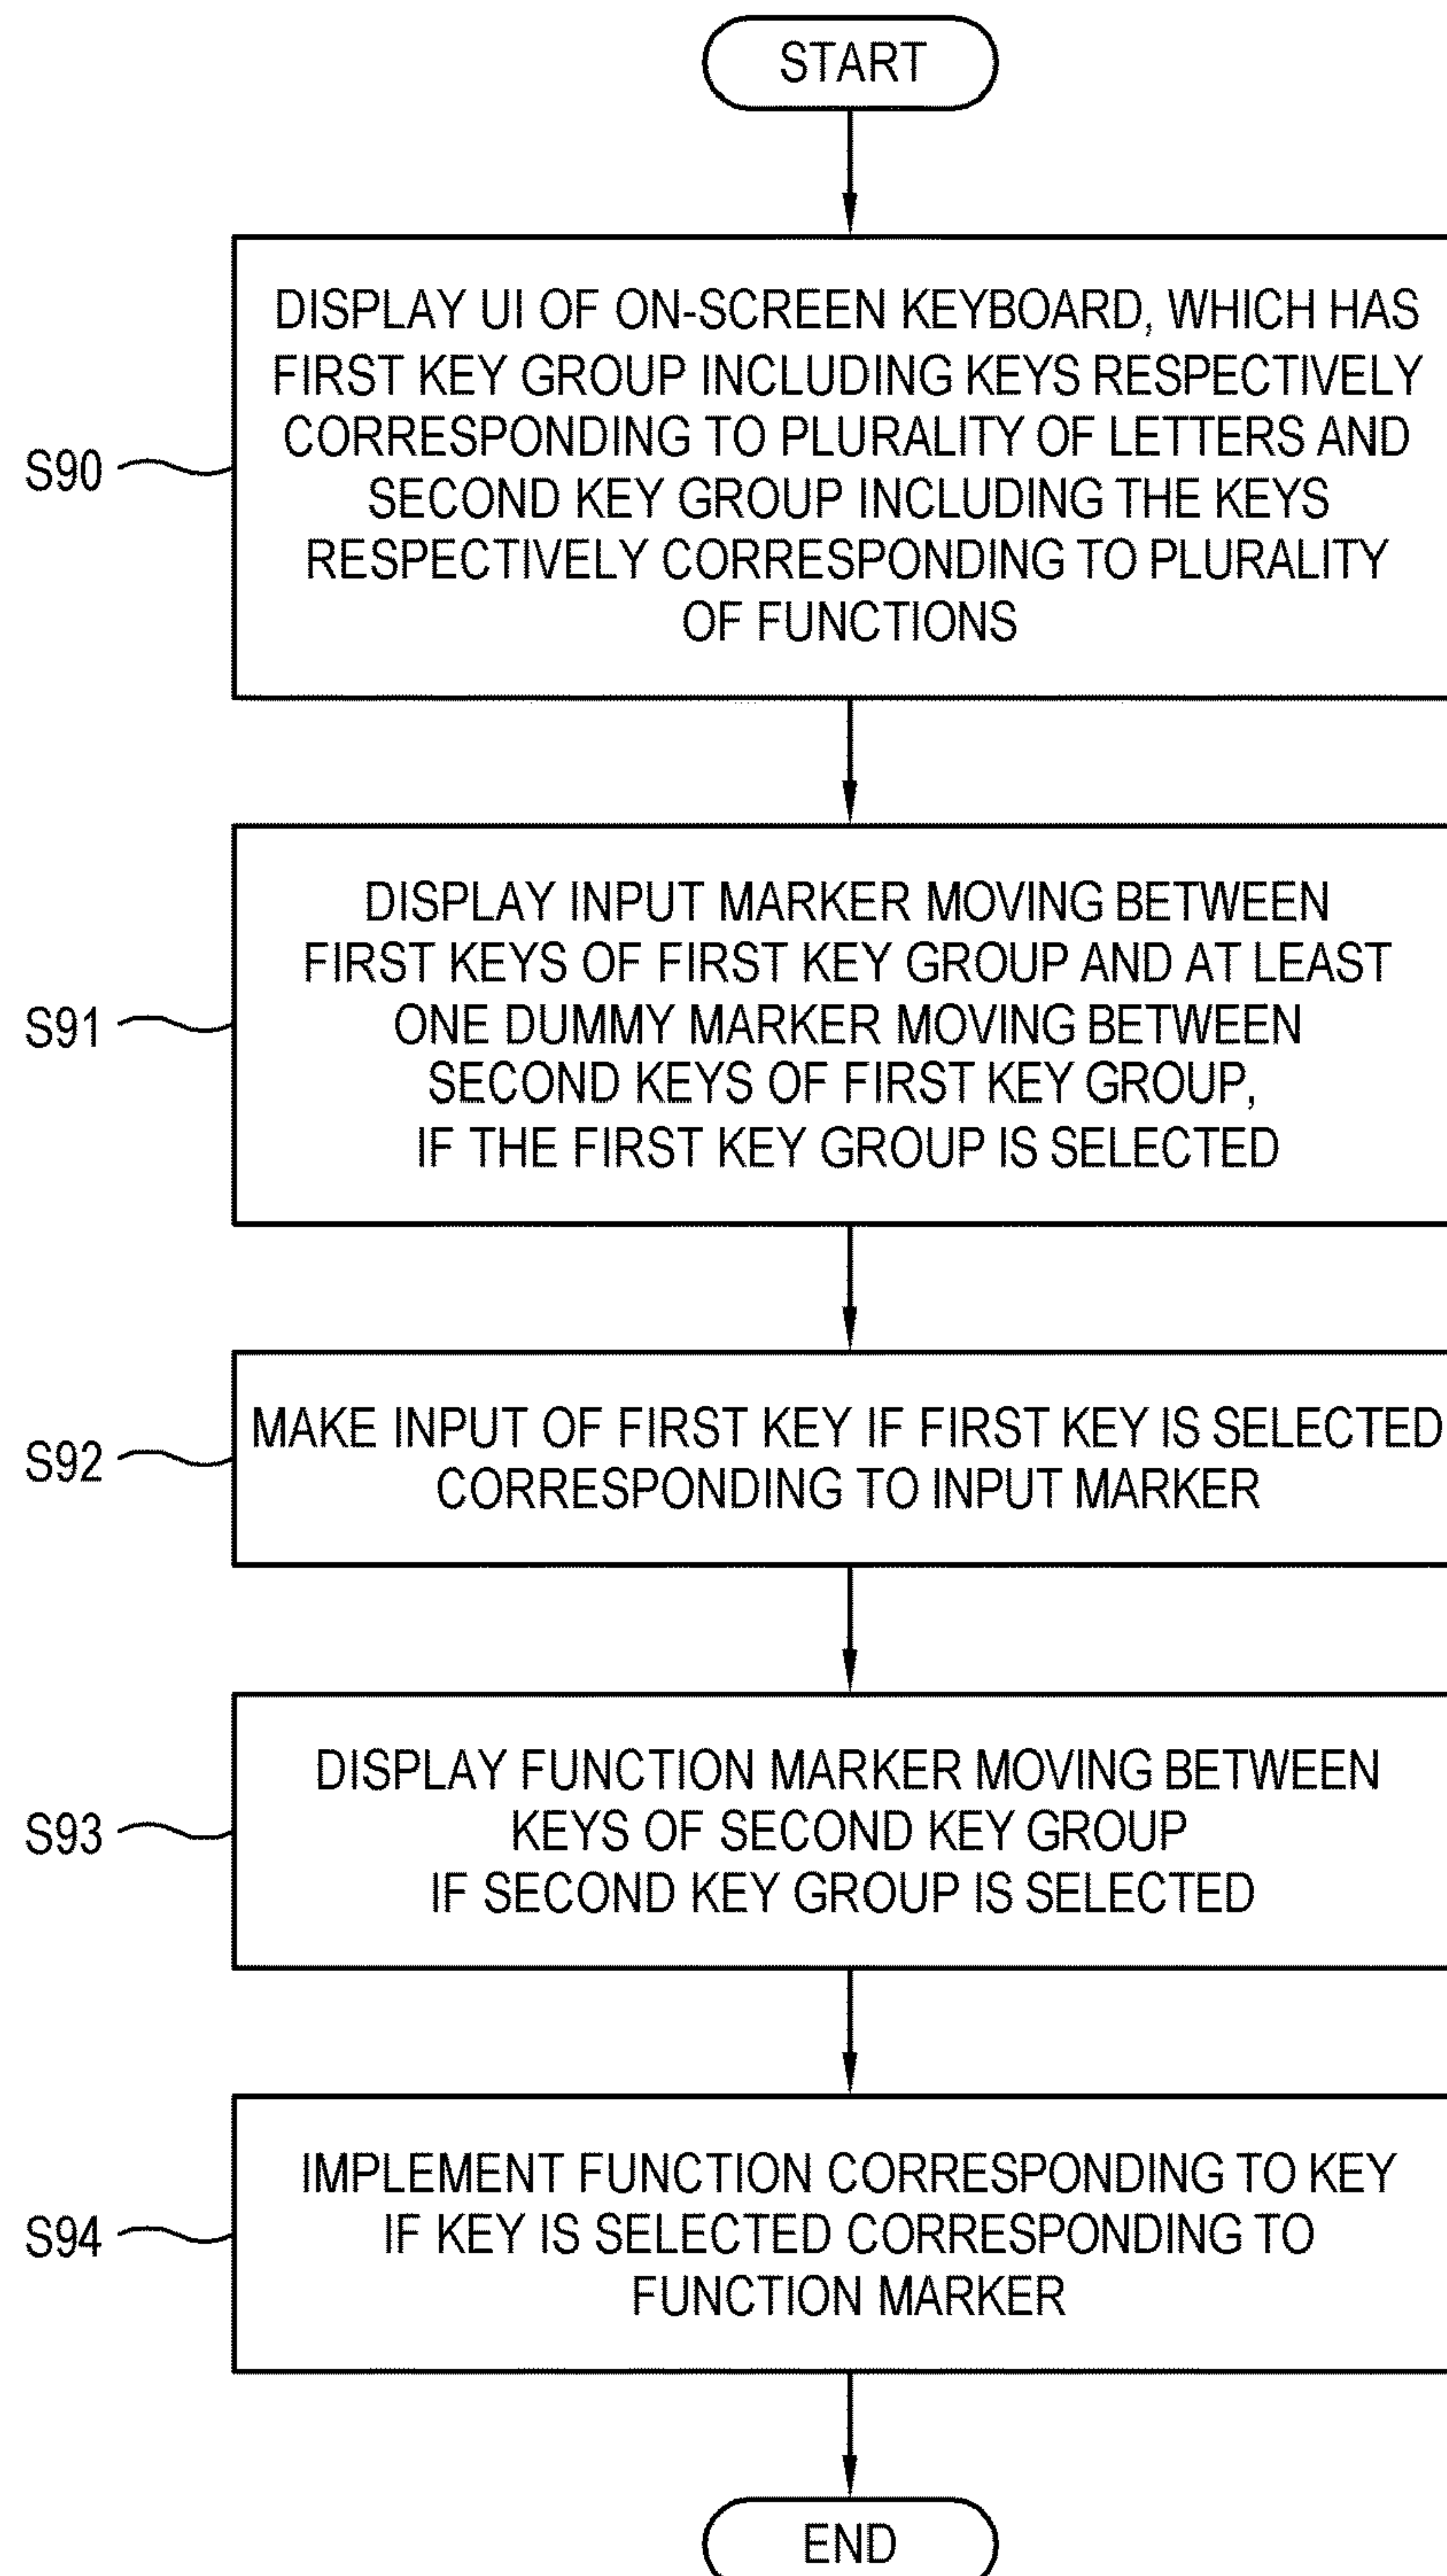 START
DISPLAY UI OF ON-SCREEN KEYBOARD, WHICH HAS
FIRST KEY GROUP INCLUDING KEYS RESPECTIVELY
CORRESPONDING TO PLURALITY OF LETTERS AND
SECOND KEY GROUP INCLUDING THE KEYS
RESPECTIVELY CORRESPONDING TO PLURALITY
OF FUNCTIONS
S90
DISPLAY INPUT MARKER MOVING BETWEEN
FIRST KEYS OF FIRST KEY GROUP AND AT LEAST
ONE DUMMY MARKER MOVING BETWEEN
SECOND KEYS OF FIRST KEY GROUP,
IF THE FIRST KEY GROUP IS SELECTED
S91
MAKE INPUT OF FIRST KEY IF FIRST KEY IS SELECTED
CORRESPONDING TO INPUT MARKER
S92
DISPLAY FUNCTION MARKER MOVING BETWEEN
KEYS OF SECOND KEY GROUP
IF SECOND KEY GROUP IS SELECTED
S93
IMPLEMENT FUNCTION CORRESPONDING TO KEY
IF KEY IS SELECTED CORRESPONDING TO
FUNCTION MARKER
S94
END